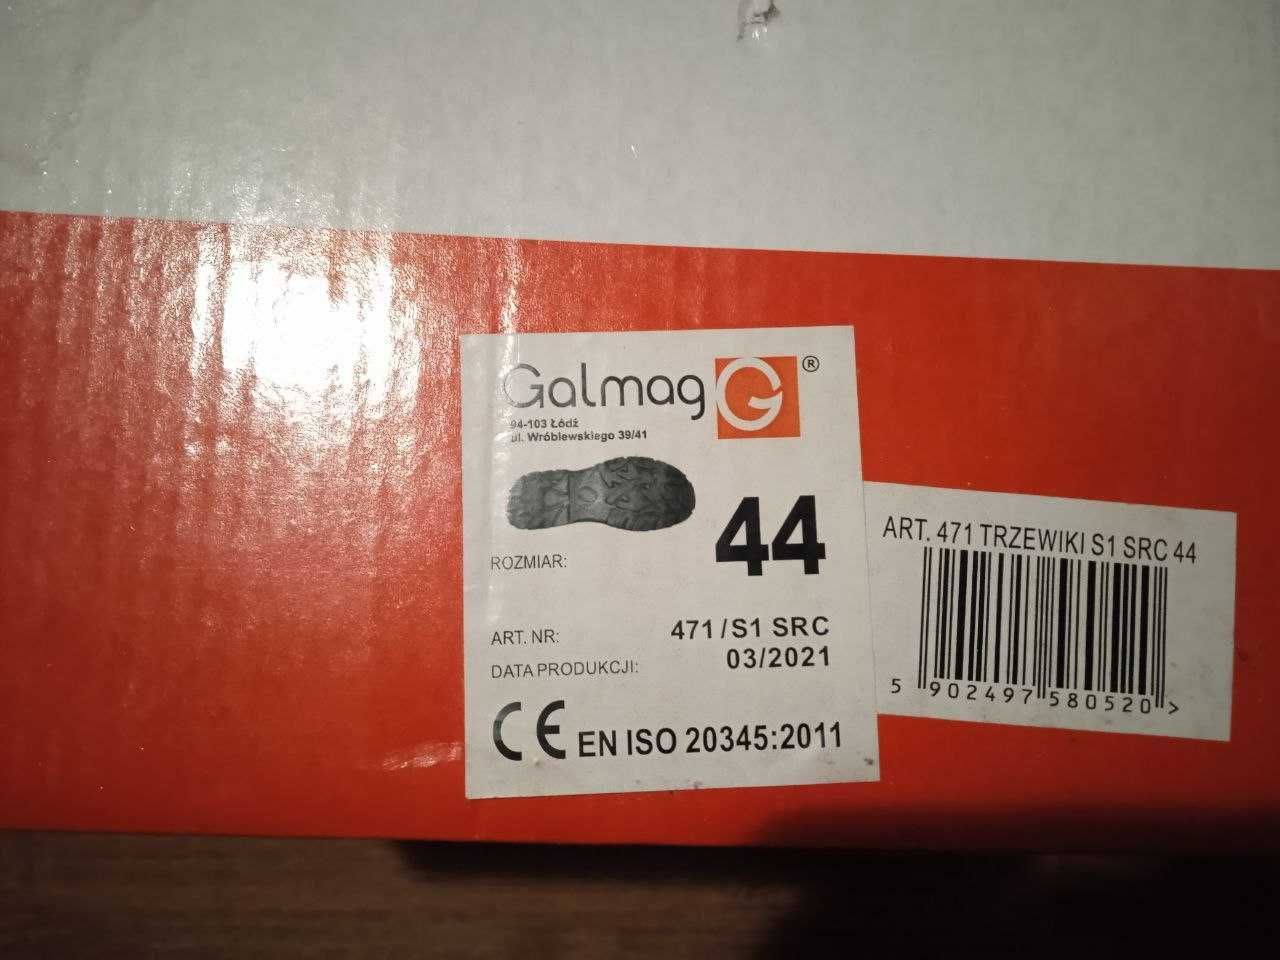 Galmag G ®
94-103 Łódź
ul. Wróblewskiego 39/41
ROZMIAR: 44
ART. NR: 471/S1 SRC
DATA PRODUKCJI: 03/2021
CE EN ISO 20345:2011
ART. 471 TRZEWIKI S1 SRC 44
5 902497 580520 >